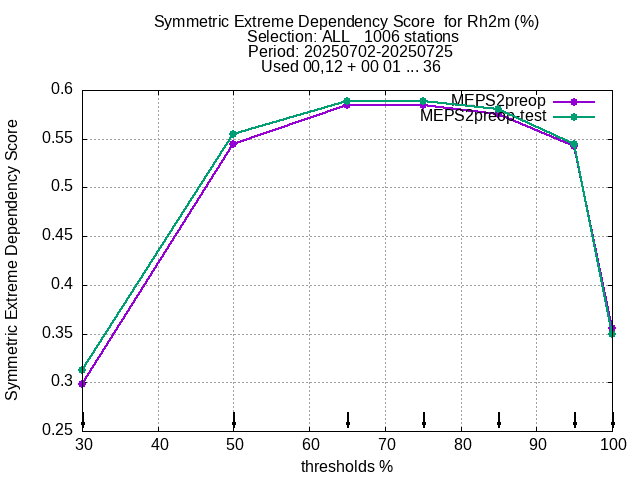 Symmetric Extreme Dependency Score  for Rh2m (%)
Selection: ALL   1006 stations
Period: 20250702-20250725
Used 00,12 + 00 01 ... 36
MEPS2preop
MEPS2preop-test
Symmetric Extreme Dependency Score
0.6
0.55
0.5
0.45
0.4
0.35
0.3
0.25
30 40 50 60 70 80 90 100
thresholds %